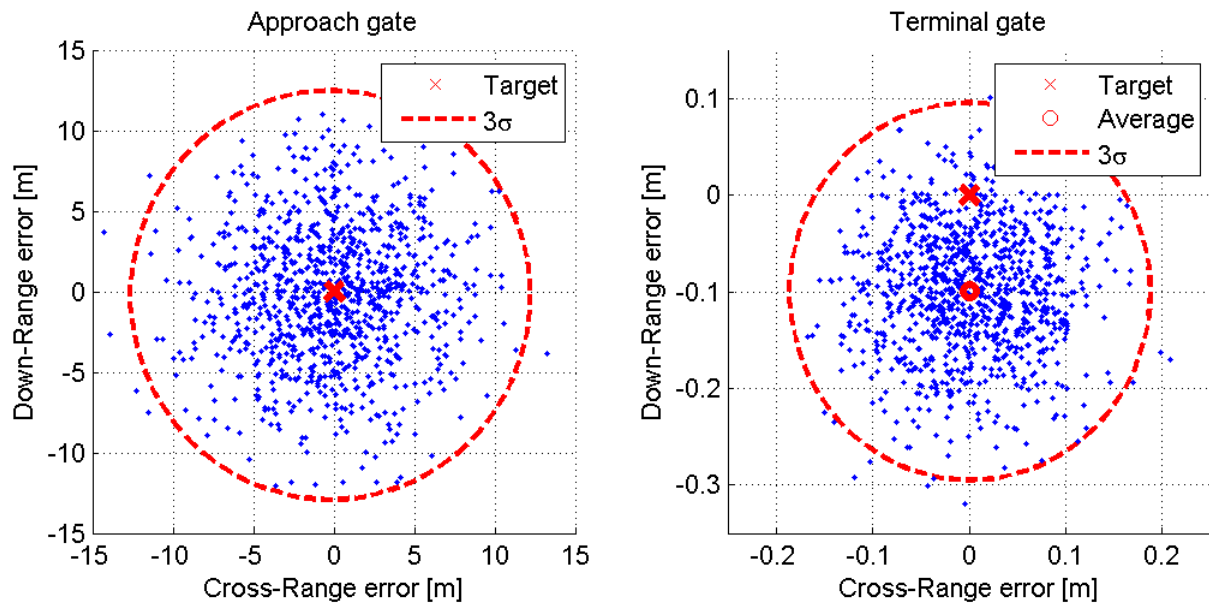 Approach gate
Target
3σ
15
10
5
0
-5
-10
-15
Down-Range error [m]
-15
-10
-5
0
5
10
15
Cross-Range error [m]
Terminal gate
Target
Average
3σ
0.1
0
-0.1
-0.2
-0.3
Down-Range error [m]
-0.2
-0.1
0
0.1
0.2
Cross-Range error [m]